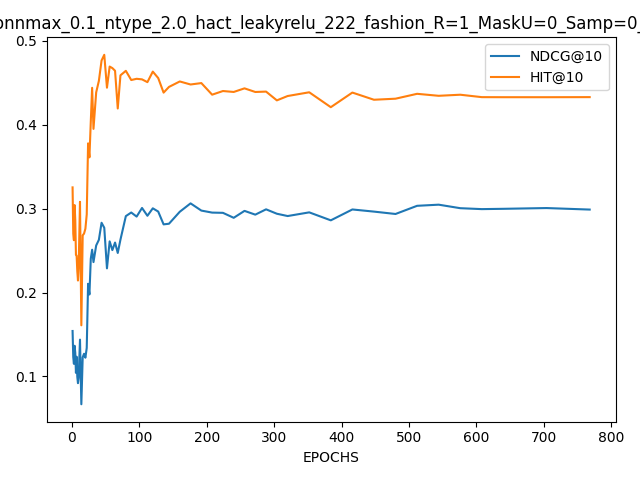 onnmax_0.1_ntype_2.0_hact_leakyrelu_222_fashion_R=1_MaskU=0_Samp=0_
NDCG@10
HIT@10
0.5
0.4
0.3
0.2
0.1
0 100 200 300 400 500 600 700 800
EPOCHS